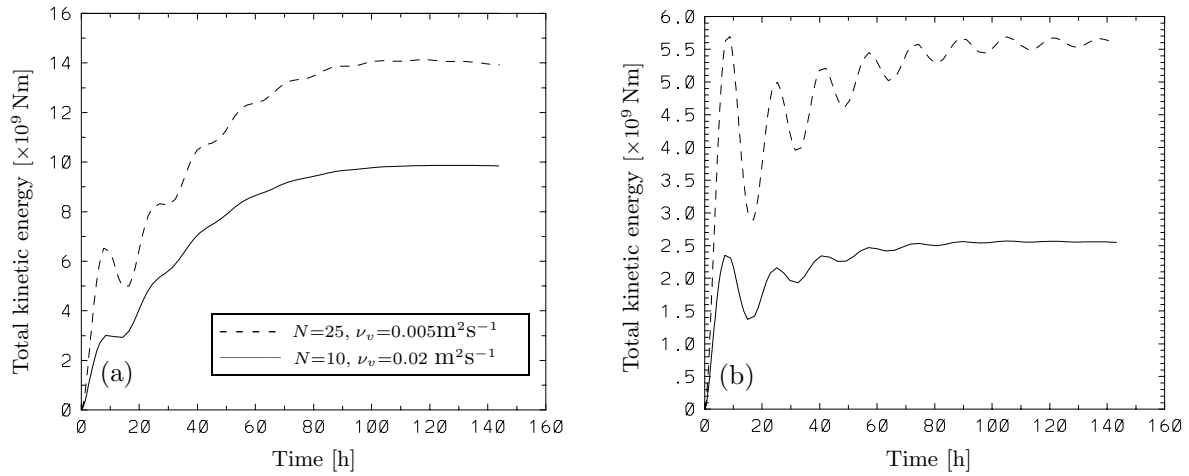 Total kinetic energy [×10⁹ Nm]
16
14
12
10
8
6
4
2
0
0 20 40 60 80 100 120 140 160
Time [h]
(a)
N=25, νᵥ=0.005m²s⁻¹
N=10, νᵥ=0.02 m²s⁻¹
Total kinetic energy [×10⁹ Nm]
6.0
5.5
5.0
4.5
4.0
3.5
3.0
2.5
2.0
1.5
1.0
.5
0
0 20 40 60 80 100 120 140 160
Time [h]
(b)